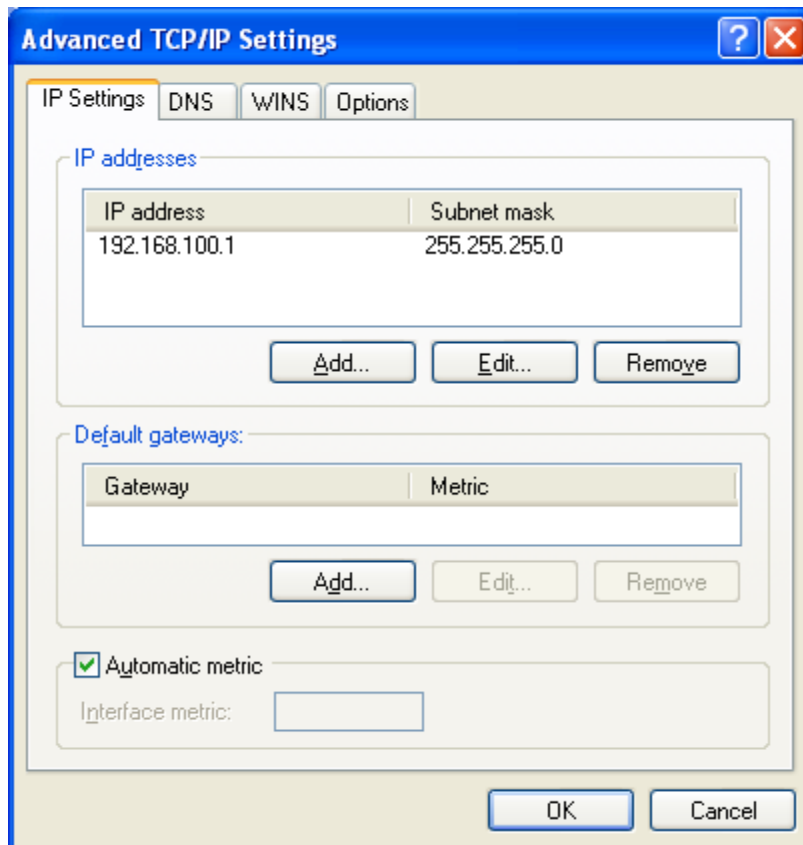 Advanced TCP/IP Settings
?
IP Settings DNS WINS Options
IP addresses
IP address Subnet mask
192.168.100.1 255.255.255.0
Add... Edit... Remove
Default gateways:
Gateway Metric
Add... Edit... Remove
Automatic metric
Interface metric:
OK Cancel